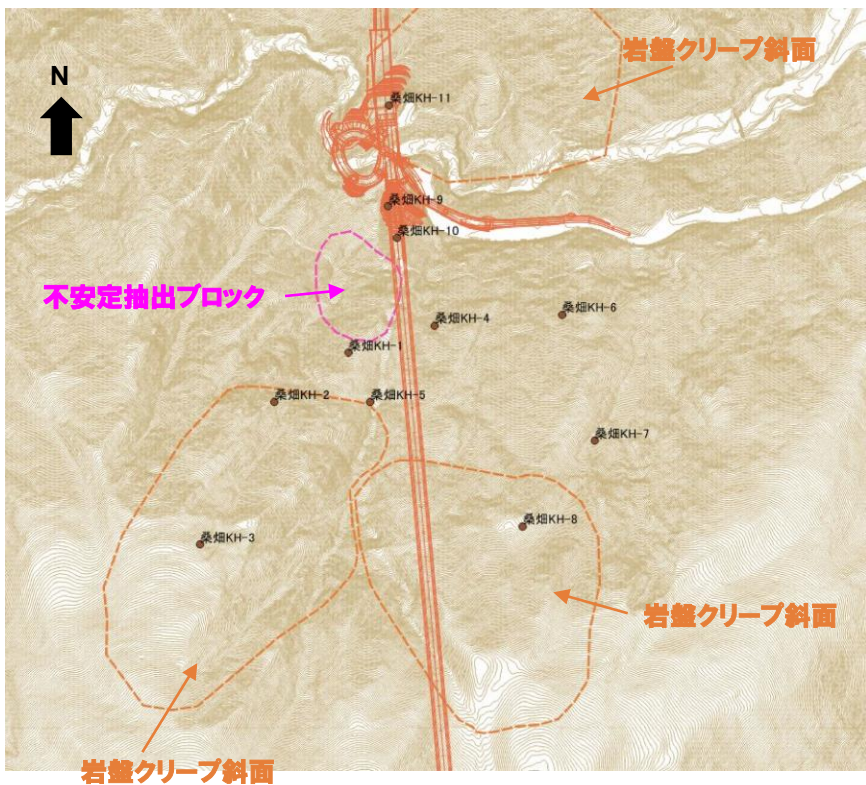 岩盤クリープ斜面
N
桑畑KH-11
桑畑KH-9
桑畑KH-10
不安定抽出ブロック
桑畑KH-6
桑畑KH-4
桑畑KH-1
桑畑KH-2
桑畑KH-5
桑畑KH-7
桑畑KH-8
桑畑KH-3
岩盤クリープ斜面
岩盤クリープ斜面